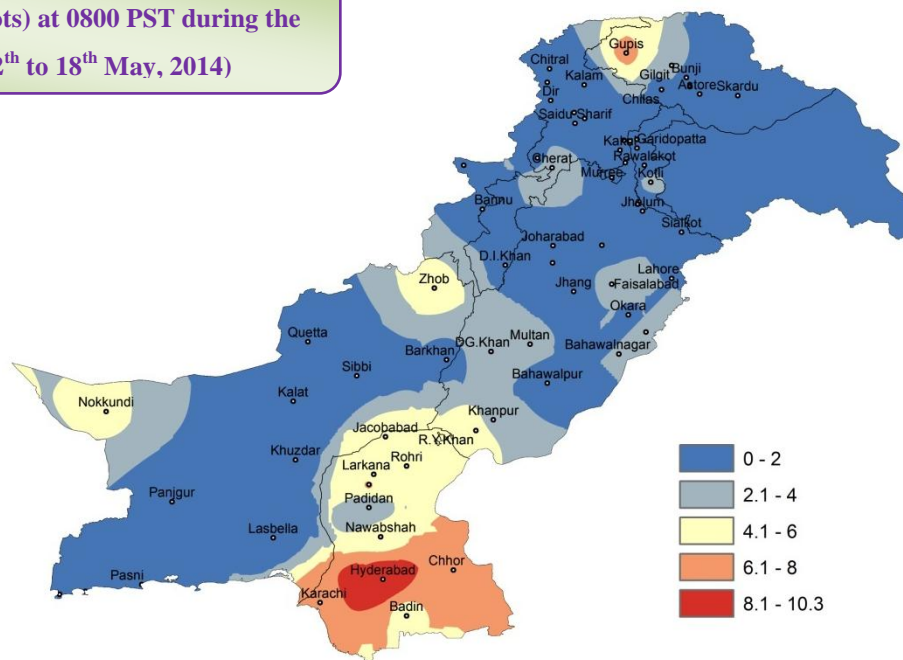 ots) at 0800 PST during the
2th to 18th May, 2014)
Gupis
Chitral
Bunji
Kalam
Gilgit
Astore
Skardu
Dir
Chilas
Saidu Sharif
Garidopatta
Cherat
Rawalakot
Murree
Kotli
Bannu
Jhelum
Sialkot
Joharabad
D.I.Khan
Lahore
Zhob
Jhang
Faisalabad
Okara
Quetta
Multan
DG.Khan
Barkhan
Bahawalnagar
Sibbi
Bahawalpur
Kalat
Nokkundi
Khanpur
Jacobabad
R.Y.Khan
Khuzdar
Rohri
Larkana
Panjgur
Padidan
Lasbella
Nawabshah
Chhor
Pasni
Hyderabad
Karachi
Badin
0 - 2
2.1 - 4
4.1 - 6
6.1 - 8
8.1 - 10.3